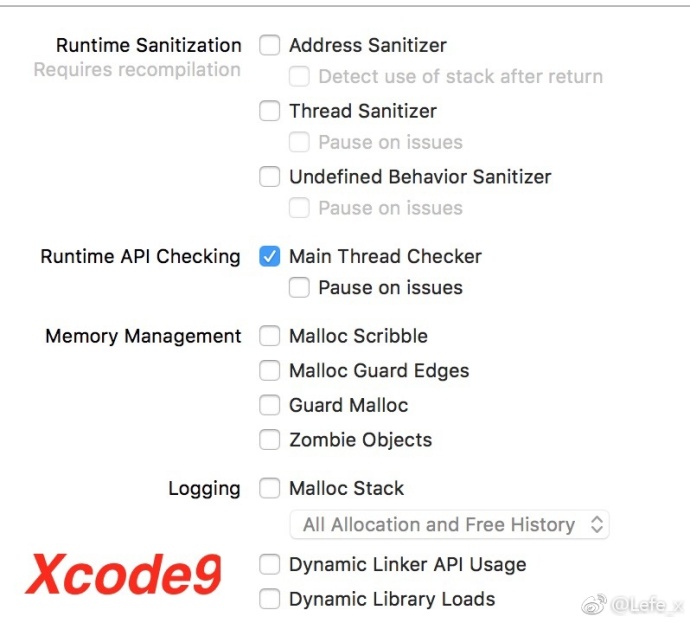 Runtime Sanitization Address Sanitizer
Requires recompilation Detect use of stack after return
Thread Sanitizer
Pause on issues
Undefined Behavior Sanitizer
Pause on issues
Runtime API Checking Main Thread Checker
Pause on issues
Memory Management Malloc Scribble
Malloc Guard Edges
Guard Malloc
Zombie Objects
Logging Malloc Stack
All Allocation and Free History
Xcode9 Dynamic Linker API Usage
Dynamic Library Loads
@Lefe_x